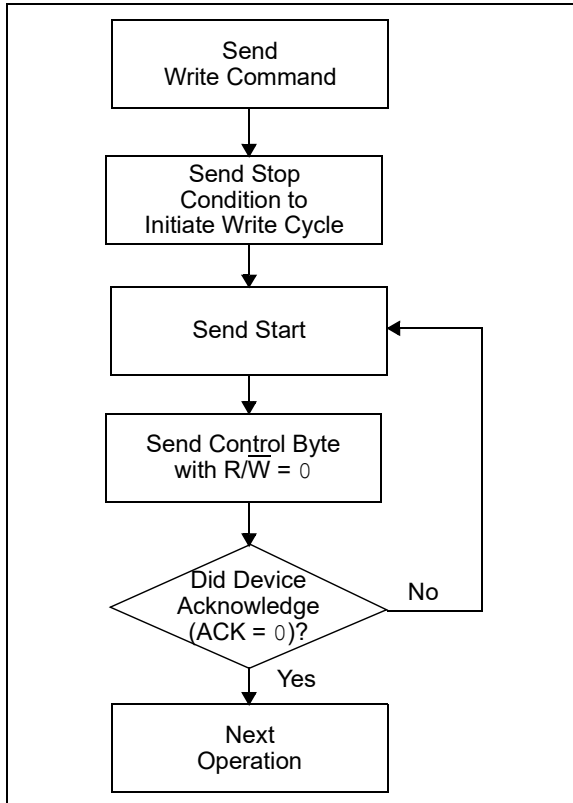 Send
Write Command
Send Stop
Condition to
Initiate Write Cycle
Send Start
Send Control Byte
with R/W̅ = 0
Did Device
Acknowledge
(ACK = 0)?
No
Yes
Next
Operation